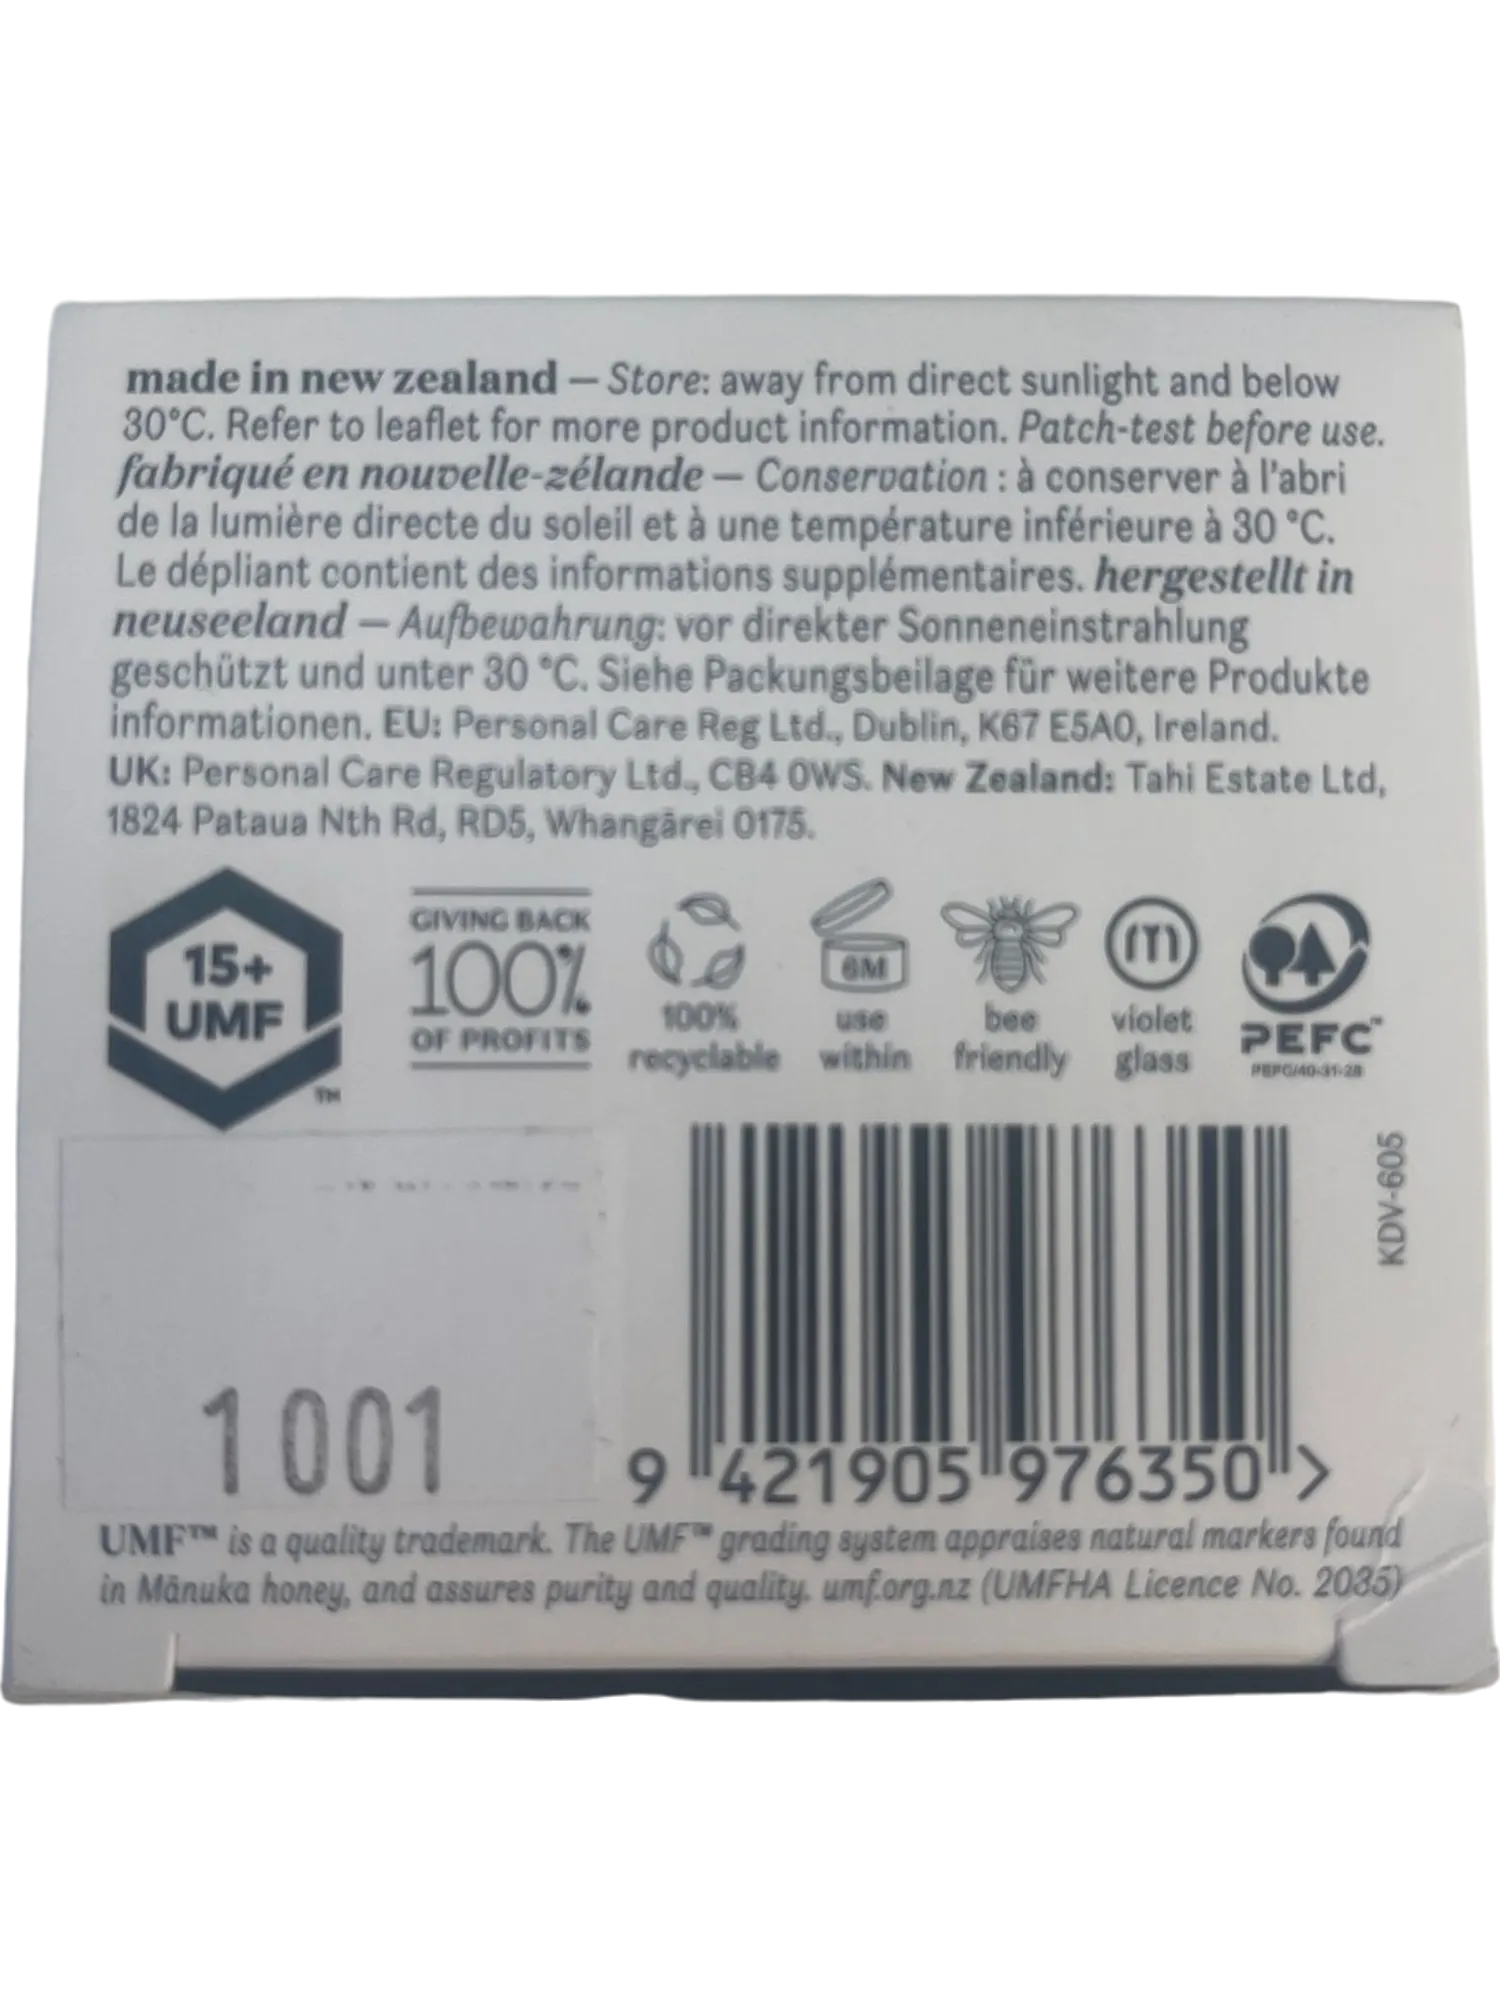 made in new zealand — Store: away from direct sunlight and below
30°C. Refer to leaflet for more product information. Patch-test before use.
fabriqué en nouvelle-zélande — Conservation : à conserver à l'abri
de la lumière directe du soleil et à une température inférieure à 30 °C.
Le dépliant contient des informations supplémentaires. hergestellt in
neuseeland — Aufbewahrung: vor direkter Sonneneinstrahlung
geschützt und unter 30 °C. Siehe Packungsbeilage für weitere Produkte
informationen. EU: Personal Care Reg Ltd., Dublin, K67 E5A0, Ireland.
UK: Personal Care Regulatory Ltd., CB4 0WS. New Zealand: Tahi Estate Ltd,
1824 Pataua Nth Rd, RD5, Whangārei 0175.
15+
UMF
™
GIVING BACK
100%
OF PROFITS
100%
recyclable
6M
use
within
bee
friendly
m
violet
glass
PEFC™
PEFC/40-31-28
KDV-605
1001
9 421905 976350 >
UMF™ is a quality trademark. The UMF™ grading system appraises natural markers found
in Mānuka honey, and assures purity and quality. umf.org.nz (UMFHA Licence No. 2035)